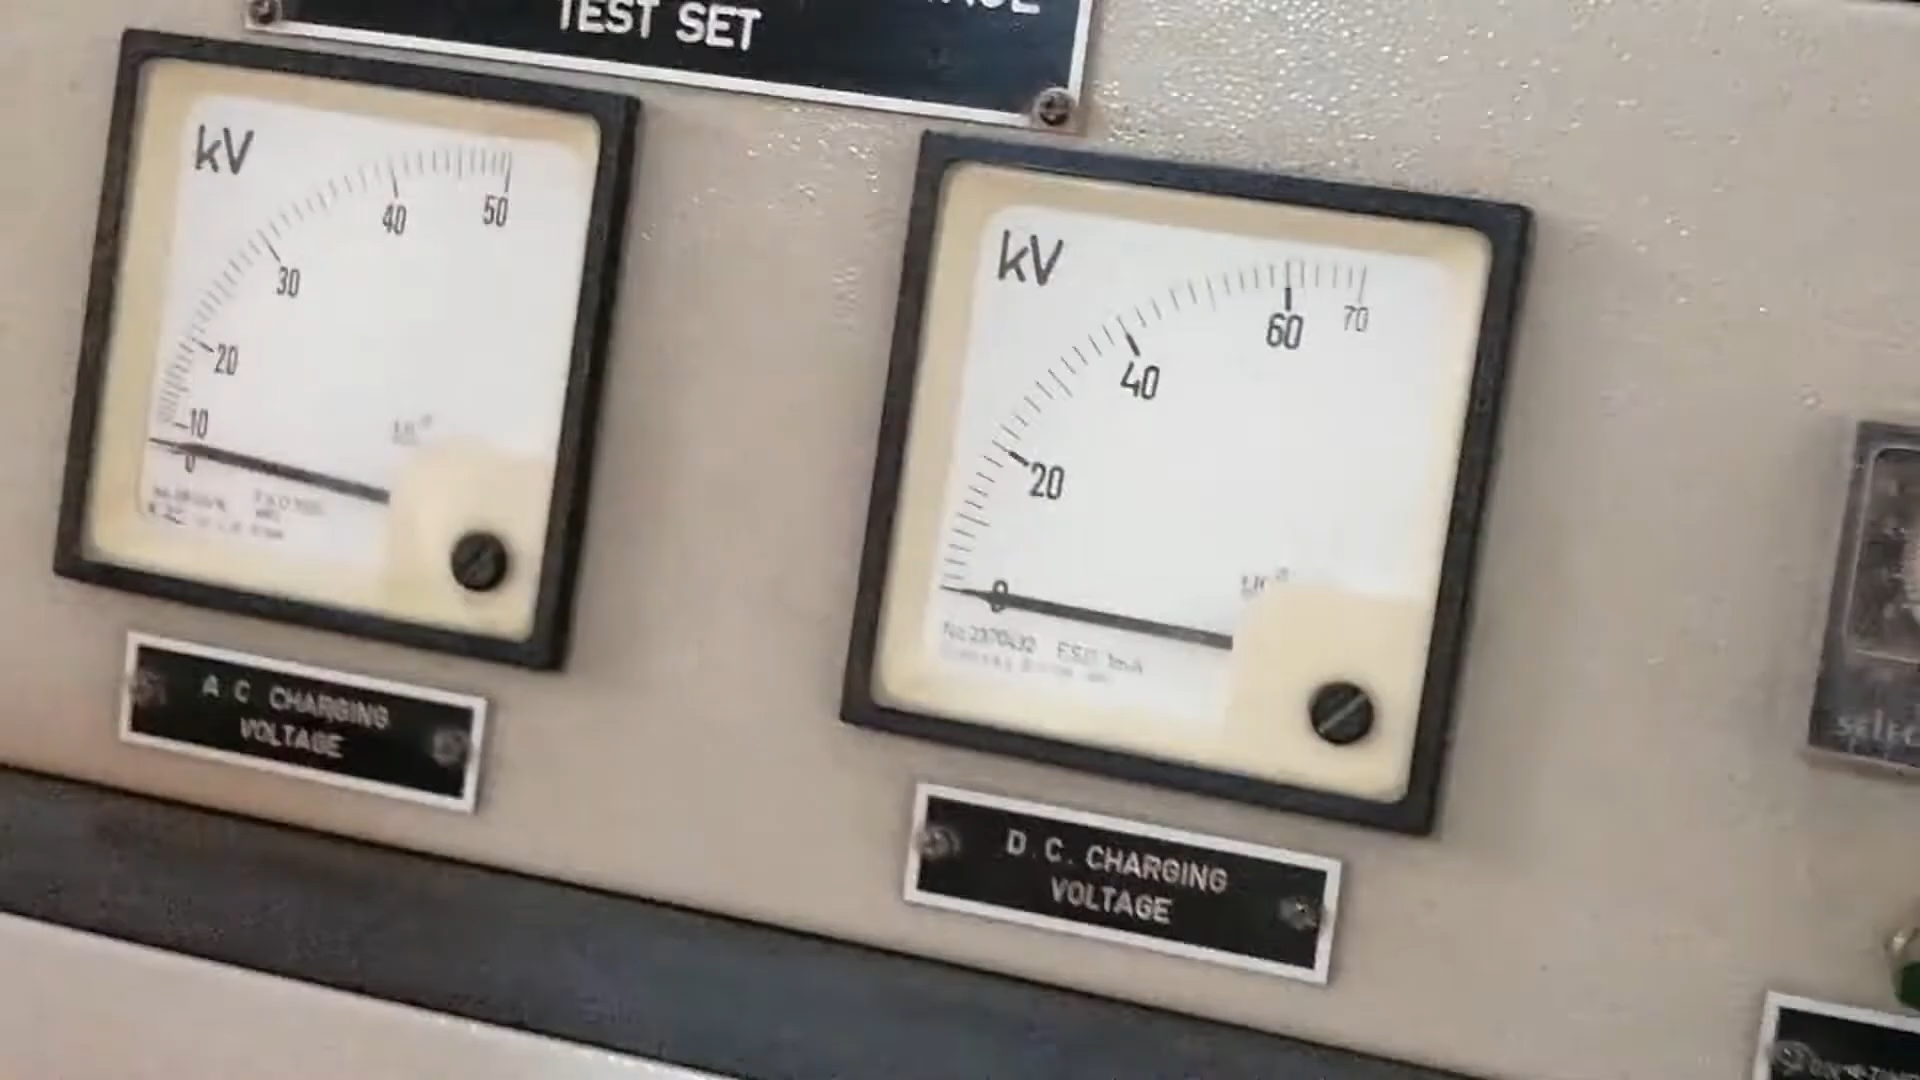 TEST SET
kV
50
40
30
20
10
0
A C CHARGING
VOLTAGE
kV
70
60
40
20
0
F.S.D. 1mA
D.C. CHARGING
VOLTAGE